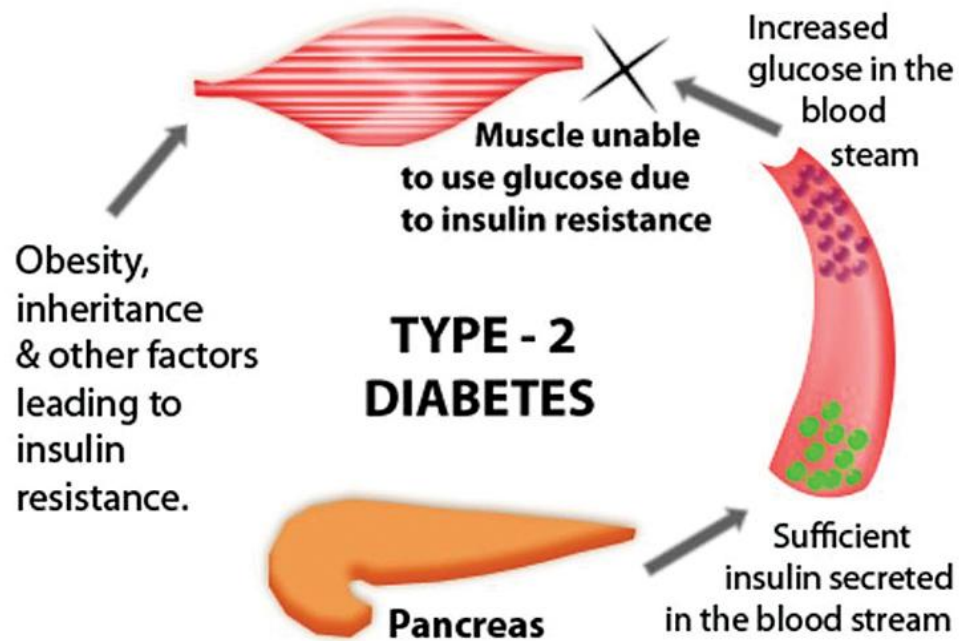 Increased
glucose in the
blood
steam
Muscle unable
to use glucose due
to insulin resistance
Obesity,
inheritance
& other factors
leading to
insulin
resistance.
TYPE - 2
DIABETES
Pancreas
Sufficient
insulin secreted
in the blood stream